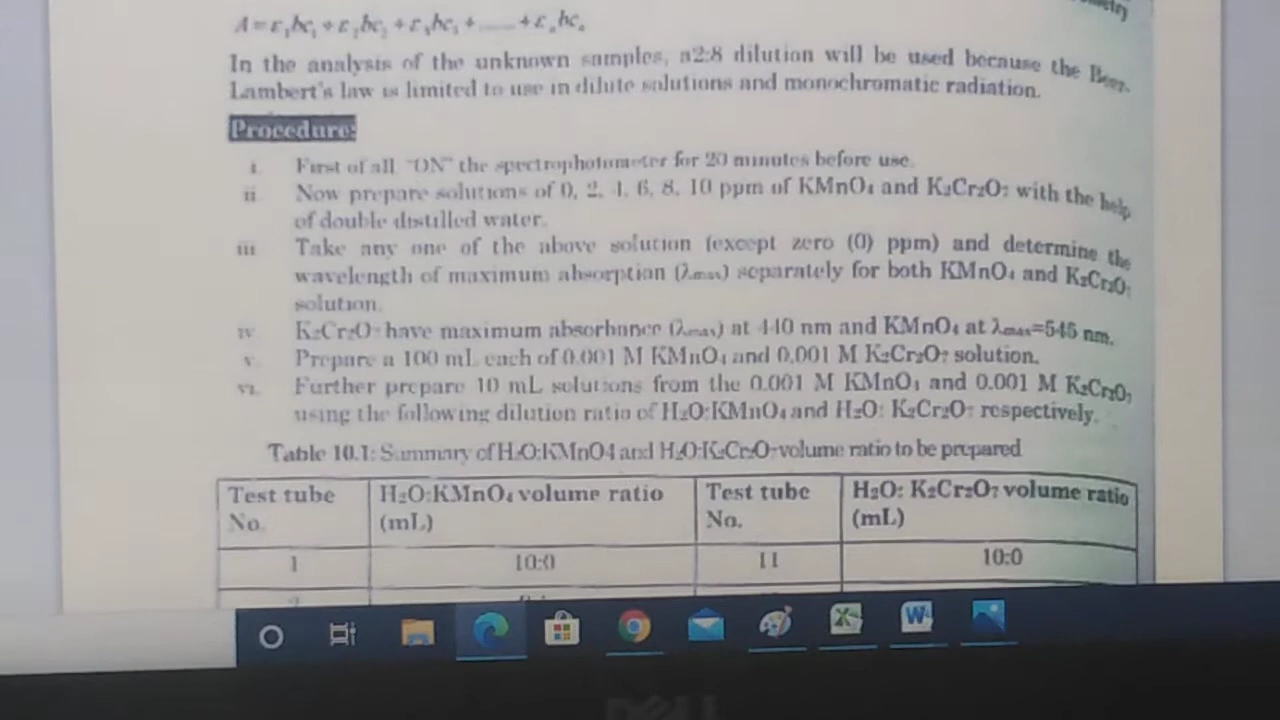 A=ε₁bc₁+ε₂bc₂+ε₃bc₃+......+εₙbcₙ
In the analysis of the unknown samples, a2:8 dilution will be used because the Beer-
Lambert's law is limited to use in dilute solutions and monochromatic radiation.
Procedure:
i. First of all "ON" the spectrophotometer for 20 minutes before use.
ii. Now prepare solutions of 0, 2, 4, 6, 8, 10 ppm of KMnO₄ and K₂Cr₂O₇ with the help
of double distilled water.
iii. Take any one of the above solution (except zero (0) ppm) and determine the
wavelength of maximum absorption (λmax) separately for both KMnO₄ and K₂Cr₂O₇
solution.
iv. K₂Cr₂O₇ have maximum absorbance (λmax) at 440 nm and KMnO₄ at λmax=545 nm.
v. Prepare a 100 mL each of 0.001 M KMnO₄ and 0.001 M K₂Cr₂O₇ solution.
vi. Further prepare 10 mL solutions from the 0.001 M KMnO₄ and 0.001 M K₂Cr₂O₇
using the following dilution ratio of H₂O:KMnO₄ and H₂O: K₂Cr₂O₇ respectively.
Table 10.1: Summary of H₂O:KMnO4 and H₂O:K₂Cr₂O₇ volume ratio to be prepared
Test tube No. H₂O:KMnO₄ volume ratio (mL) Test tube No. H₂O: K₂Cr₂O₇ volume ratio (mL)
1 10:0 11 10:0
DELL